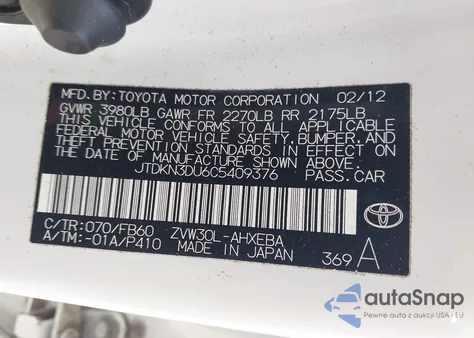 MFD. BY: TOYOTA MOTOR CORPORATION 02/12
GVWR 3980LB GAWR FR 2270LB RR 2175LB
THIS VEHICLE CONFORMS TO ALL APPLICABLE
FEDERAL MOTOR VEHICLE SAFETY, BUMPER, AND
THEFT PREVENTION STANDARDS IN EFFECT ON
THE DATE OF MANUFACTURE SHOWN ABOVE.
JTDKN3DU6C5409376 PASS.CAR
C/TR: 070/FB60 ZVW30L-AHXEBA
A/TM: -01A/P410 MADE IN JAPAN 369 A
TOYOTA
autoSnap
Pewne auta z aukcji USA i EU